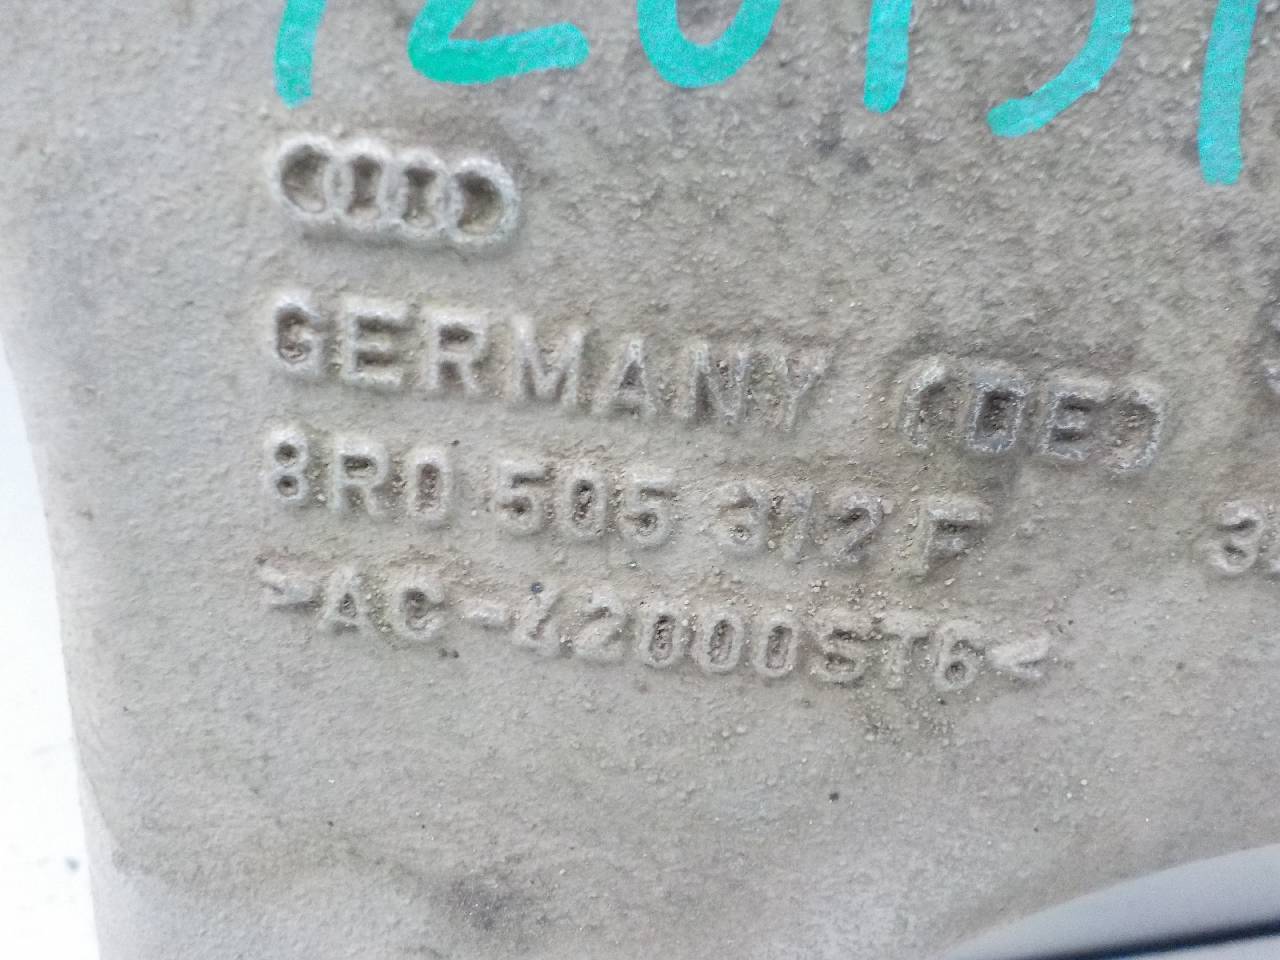 GERMANY (DE)
8R0 505 312 F
>AC-42000ST6<